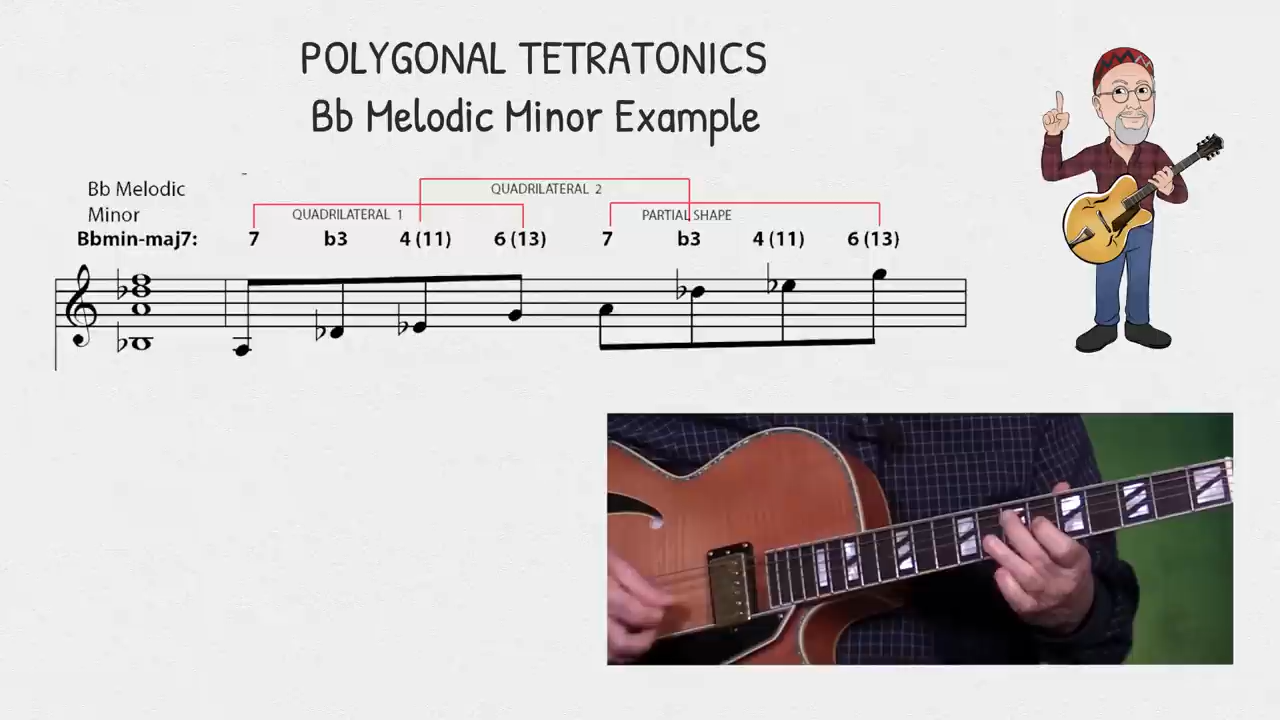 POLYGONAL TETRATONICS
Bb Melodic Minor Example
Bb Melodic
Minor
QUADRILATERAL 2
QUADRILATERAL 1
PARTIAL SHAPE
Bbmin-maj7: 7 b3 4 (11) 6 (13) 7 b3 4 (11) 6 (13)